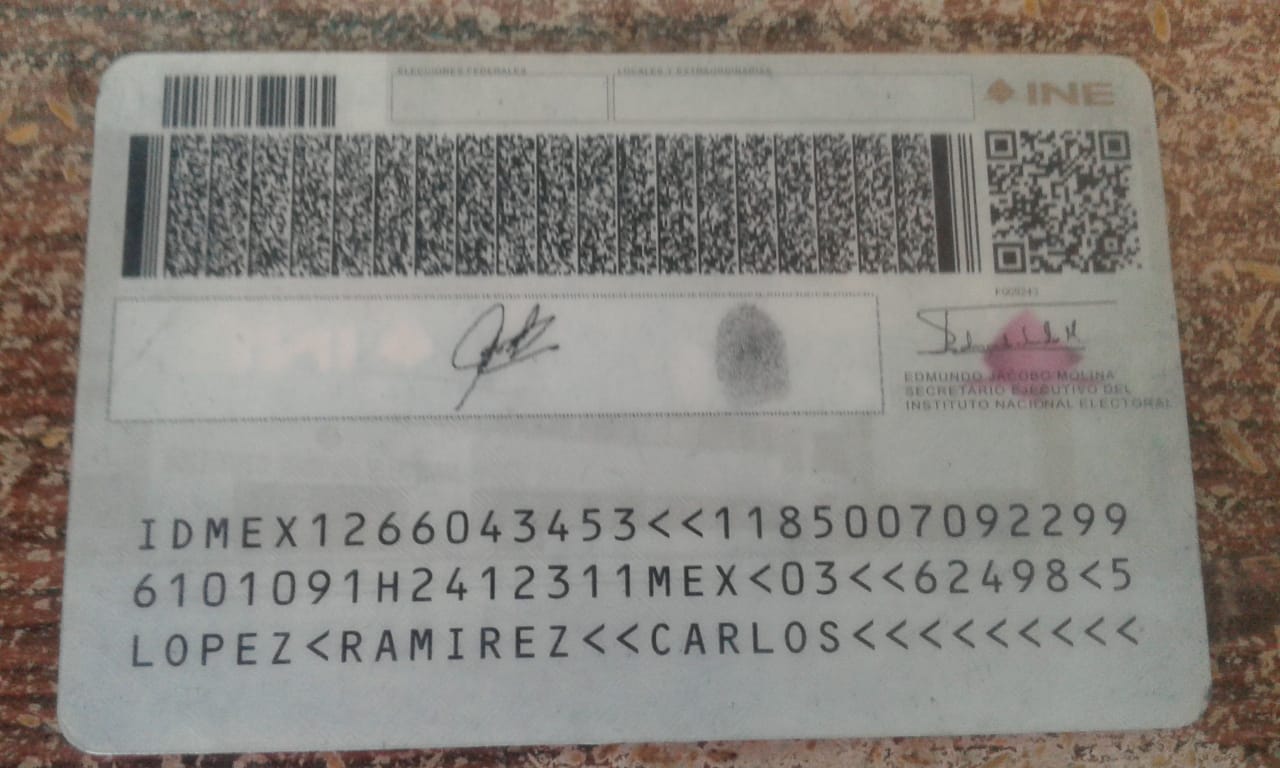 ELECCIONES FEDERALES
LOCALES Y EXTRAORDINARIAS
INE
INE
EDMUNDO JACOBO MOLINA
SECRETARIO EJECUTIVO DEL
INSTITUTO NACIONAL ELECTORAL
IDMEX1266043453<<1185007092299
6101091H2412311MEX<03<<62498<5
LOPEZ<RAMIREZ<<CARLOS<<<<<<<<<